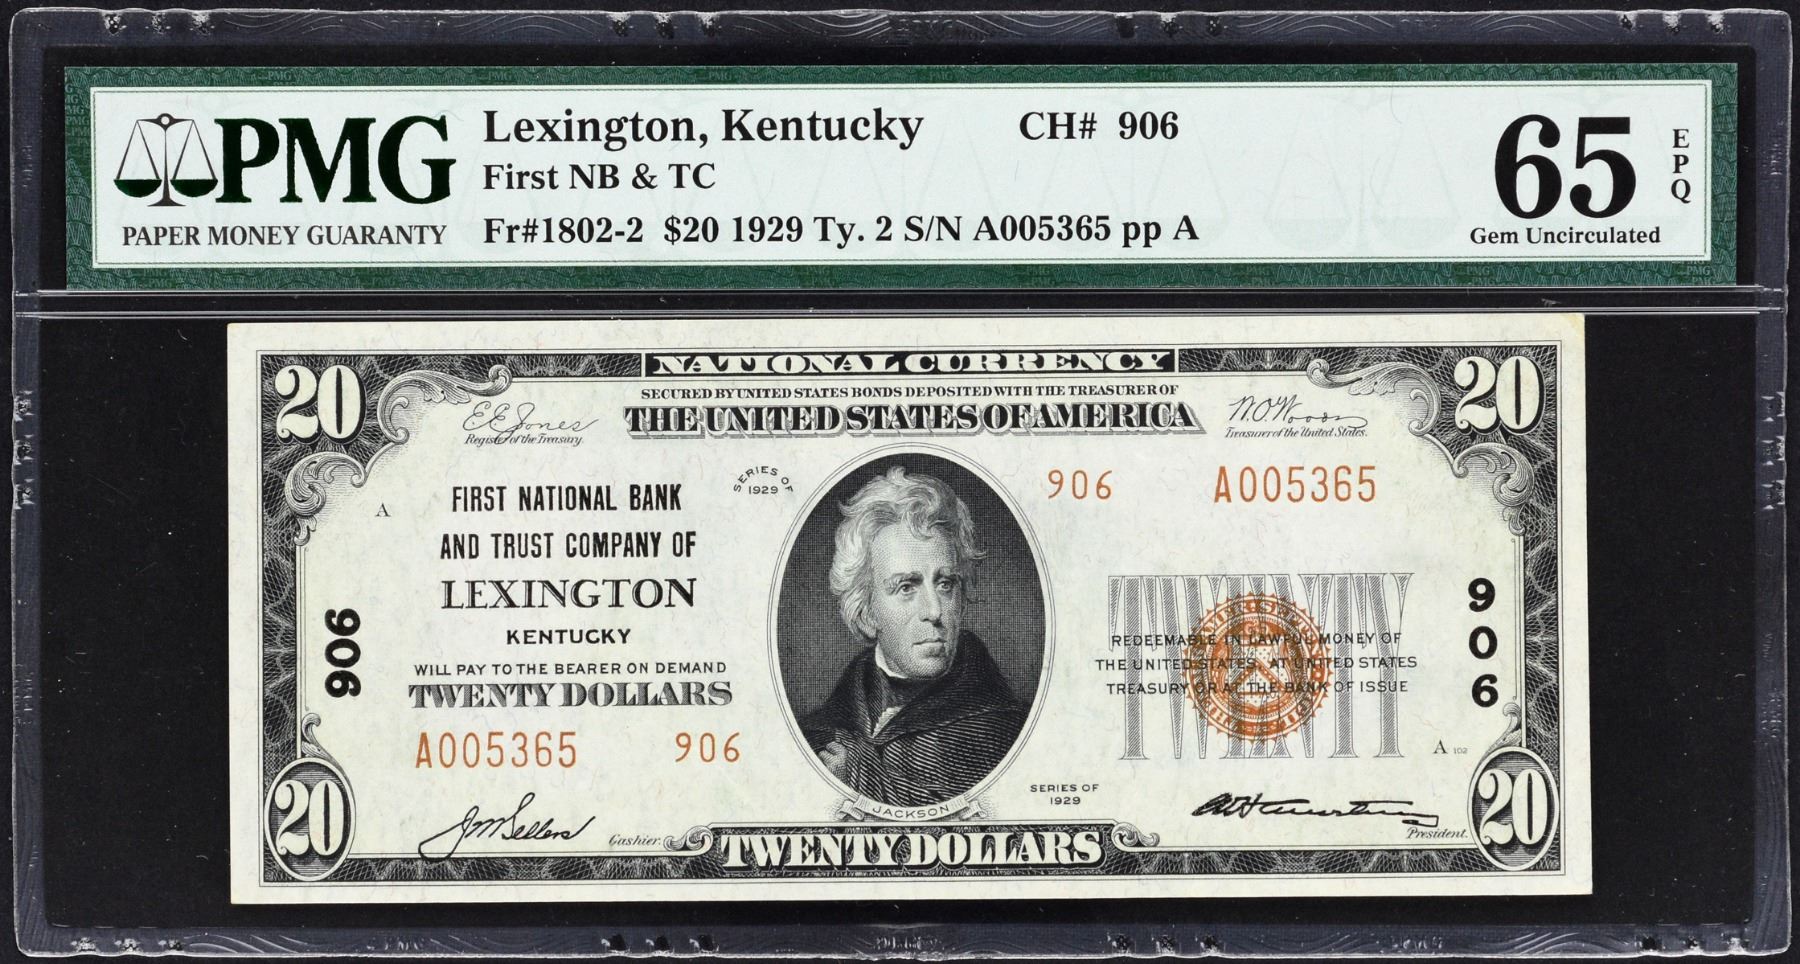 PMG
PAPER MONEY GUARANTY
Lexington, Kentucky CH# 906
First NB & TC
Fr#1802-2 $20 1929 Ty. 2 S/N A005365 pp A
65 EPQ
Gem Uncirculated
20 NATIONAL CURRENCY 20
SECURED BY UNITED STATES BONDS DEPOSITED WITH THE TREASURER OF
THE UNITED STATES OF AMERICA
E.E. Jones
Register of the Treasury.
W.O. Woods
Treasurer of the United States.
SERIES OF
1929
906 A005365
A
FIRST NATIONAL BANK
AND TRUST COMPANY OF
LEXINGTON
KENTUCKY
WILL PAY TO THE BEARER ON DEMAND
TWENTY DOLLARS
A005365 906
906
TWENTY
REDEEMABLE IN LAWFUL MONEY OF
THE UNITED STATES AT UNITED STATES
TREASURY OR AT THE BANK OF ISSUE
906
A 102
SERIES OF
1929
JACKSON
J M Sellers
Cashier.
President.
20 TWENTY DOLLARS 20